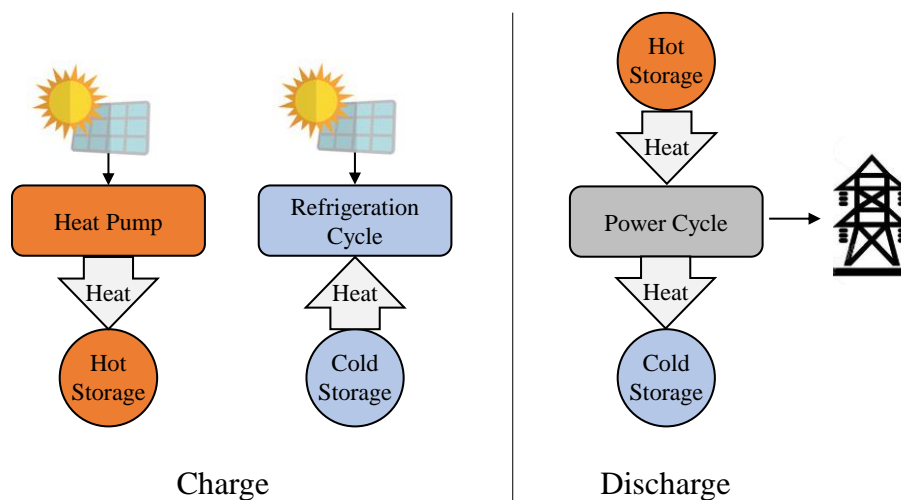 Heat Pump
Heat
Hot
Storage
Refrigeration
Cycle
Heat
Cold
Storage
Charge
Hot
Storage
Heat
Power Cycle
Heat
Cold
Storage
Discharge